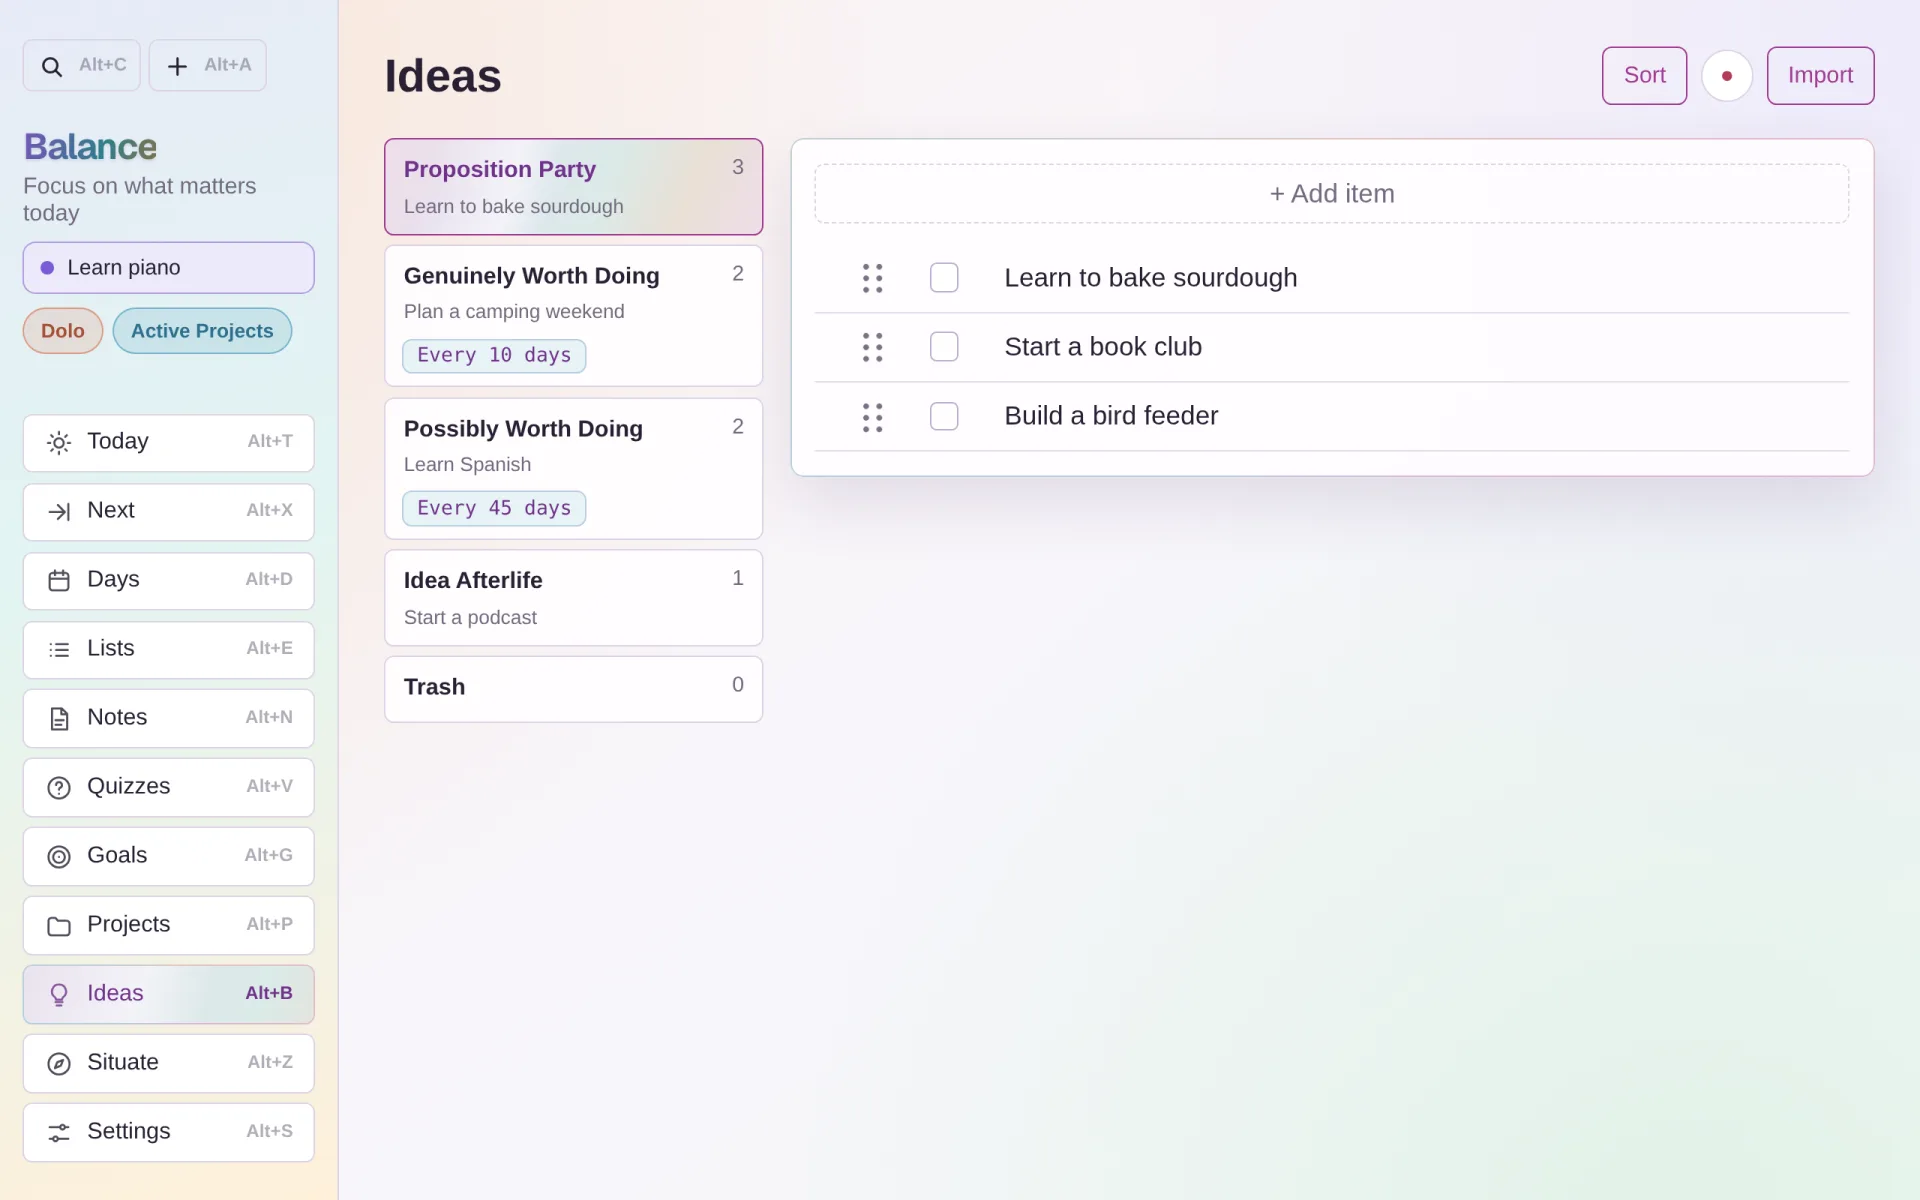 Alt+C
Alt+A
Balance
Focus on what matters
today
Learn piano
Dolo
Active Projects
Today Alt+T
Next Alt+X
Days Alt+D
Lists Alt+E
Notes Alt+N
Quizzes Alt+V
Goals Alt+G
Projects Alt+P
Ideas Alt+B
Situate Alt+Z
Settings Alt+S
Ideas
Sort
Import
Proposition Party 3
Learn to bake sourdough
Genuinely Worth Doing 2
Plan a camping weekend
Every 10 days
Possibly Worth Doing 2
Learn Spanish
Every 45 days
Idea Afterlife 1
Start a podcast
Trash 0
+ Add item
Learn to bake sourdough
Start a book club
Build a bird feeder